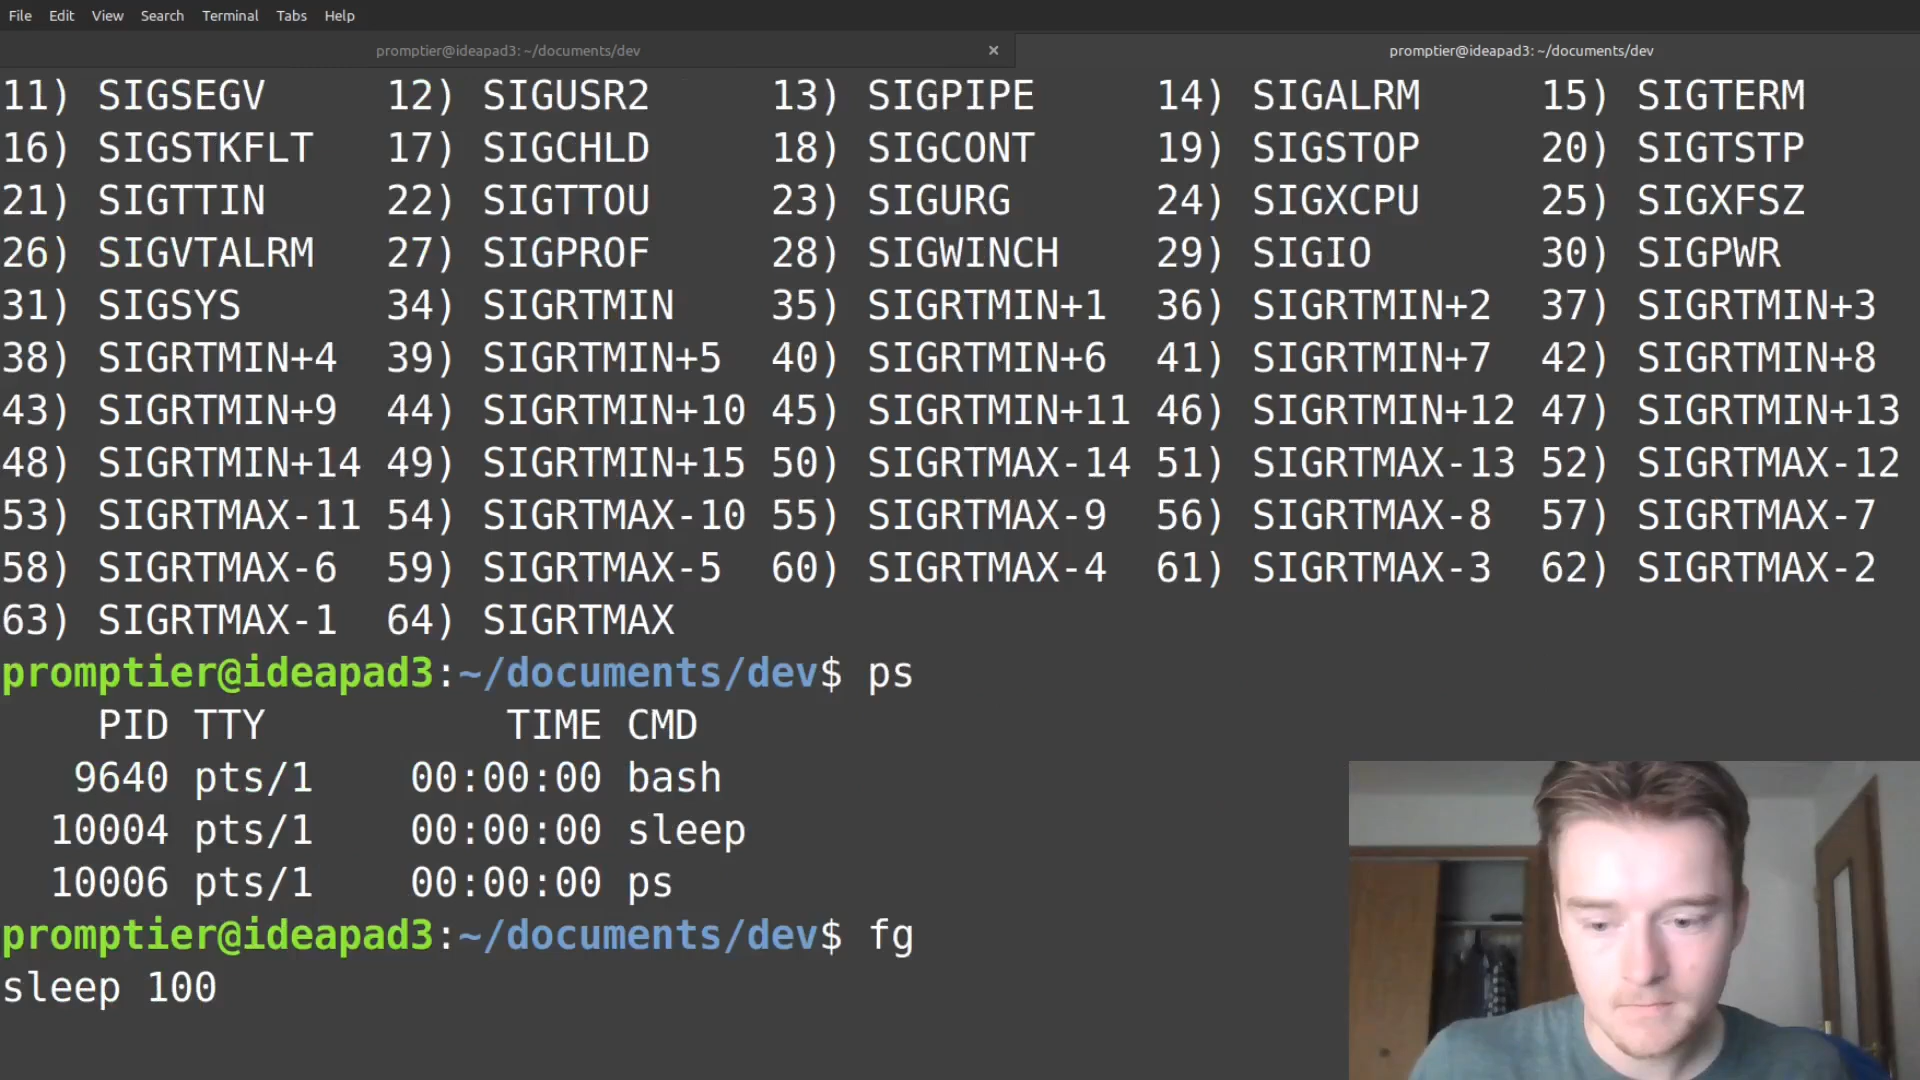 File Edit View Search Terminal Tabs Help
promptier@ideapad3: ~/documents/dev × promptier@ideapad3: ~/documents/dev
11) SIGSEGV 12) SIGUSR2 13) SIGPIPE 14) SIGALRM 15) SIGTERM
16) SIGSTKFLT 17) SIGCHLD 18) SIGCONT 19) SIGSTOP 20) SIGTSTP
21) SIGTTIN 22) SIGTTOU 23) SIGURG 24) SIGXCPU 25) SIGXFSZ
26) SIGVTALRM 27) SIGPROF 28) SIGWINCH 29) SIGIO 30) SIGPWR
31) SIGSYS 34) SIGRTMIN 35) SIGRTMIN+1 36) SIGRTMIN+2 37) SIGRTMIN+3
38) SIGRTMIN+4 39) SIGRTMIN+5 40) SIGRTMIN+6 41) SIGRTMIN+7 42) SIGRTMIN+8
43) SIGRTMIN+9 44) SIGRTMIN+10 45) SIGRTMIN+11 46) SIGRTMIN+12 47) SIGRTMIN+13
48) SIGRTMIN+14 49) SIGRTMIN+15 50) SIGRTMAX-14 51) SIGRTMAX-13 52) SIGRTMAX-12
53) SIGRTMAX-11 54) SIGRTMAX-10 55) SIGRTMAX-9 56) SIGRTMAX-8 57) SIGRTMAX-7
58) SIGRTMAX-6 59) SIGRTMAX-5 60) SIGRTMAX-4 61) SIGRTMAX-3 62) SIGRTMAX-2
63) SIGRTMAX-1 64) SIGRTMAX
promptier@ideapad3:~/documents/dev$ ps
PID TTY TIME CMD
9640 pts/1 00:00:00 bash
10004 pts/1 00:00:00 sleep
10006 pts/1 00:00:00 ps
promptier@ideapad3:~/documents/dev$ fg
sleep 100